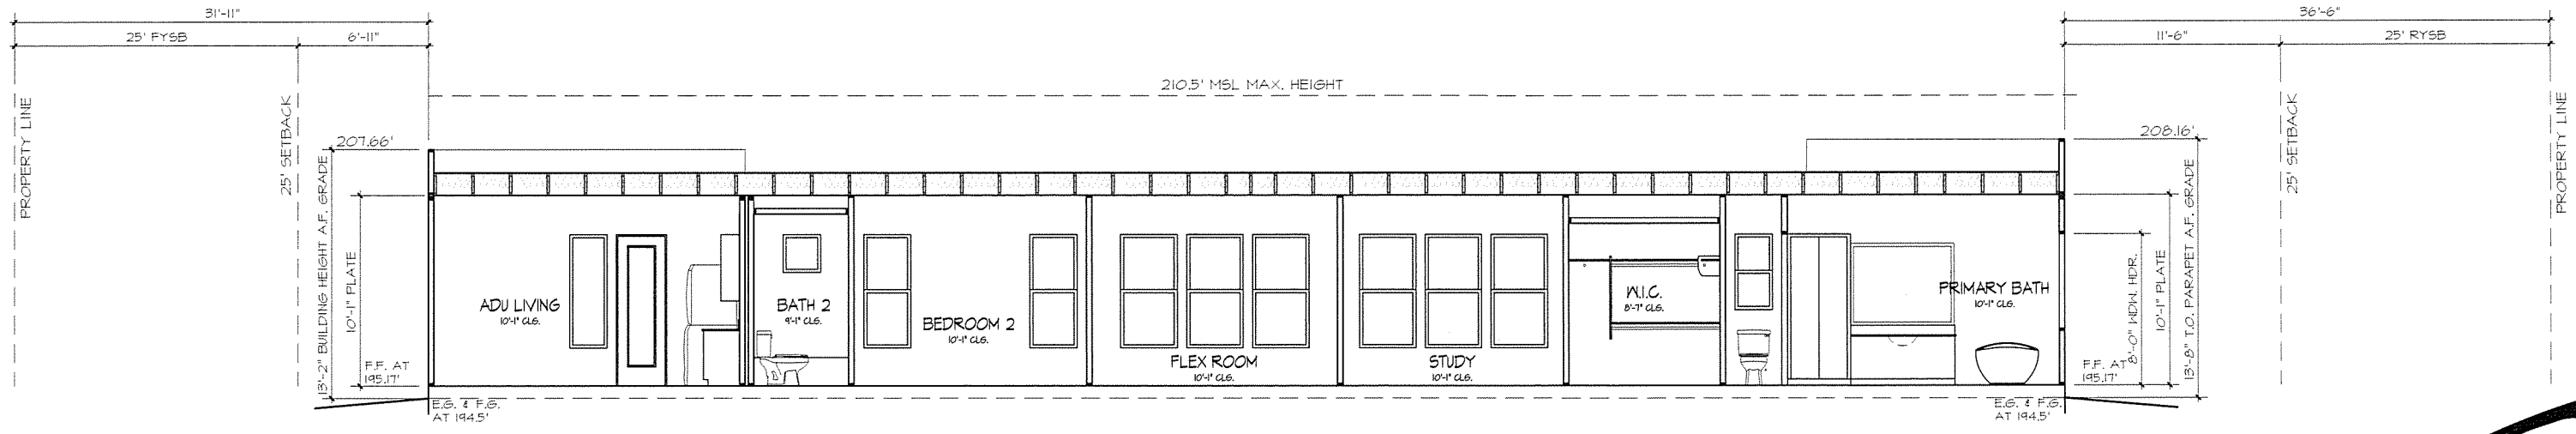 31'-11"
36'-6"
25' FYSB
6'-11"
11'-6"
25' RYSB
210.5' MSL MAX. HEIGHT
PROPERTY LINE
25' SETBACK
207.66'
13'-2" BUILDING HEIGHT A.F. GRADE
10'-1" PLATE
F.F. AT
195.17'
E.G. & F.G.
AT 194.5'
ADU LIVING
10'-1" CLG.
BATH 2
9'-1" CLG.
BEDROOM 2
10'-1" CLG.
FLEX ROOM
10'-1" CLG.
STUDY
10'-1" CLG.
W.I.C.
8'-7" CLG.
PRIMARY BATH
10'-1" CLG.
208.16'
F.F. AT
195.17'
8'-0" WDW. HDR.
10'-1" PLATE
13'-8" T.O. PARAPET A.F. GRADE
E.G. & F.G.
AT 194.5'
25' SETBACK
PROPERTY LINE